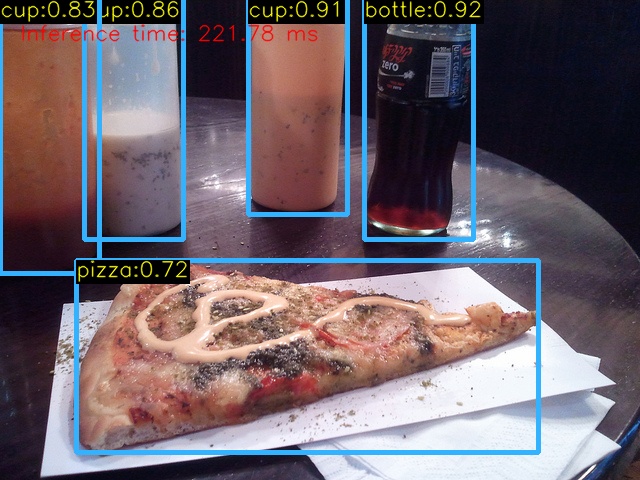 cup:0.83
up:0.86
cup:0.91
bottle:0.92
Inference time: 221.78 ms
zero
pizza:0.72